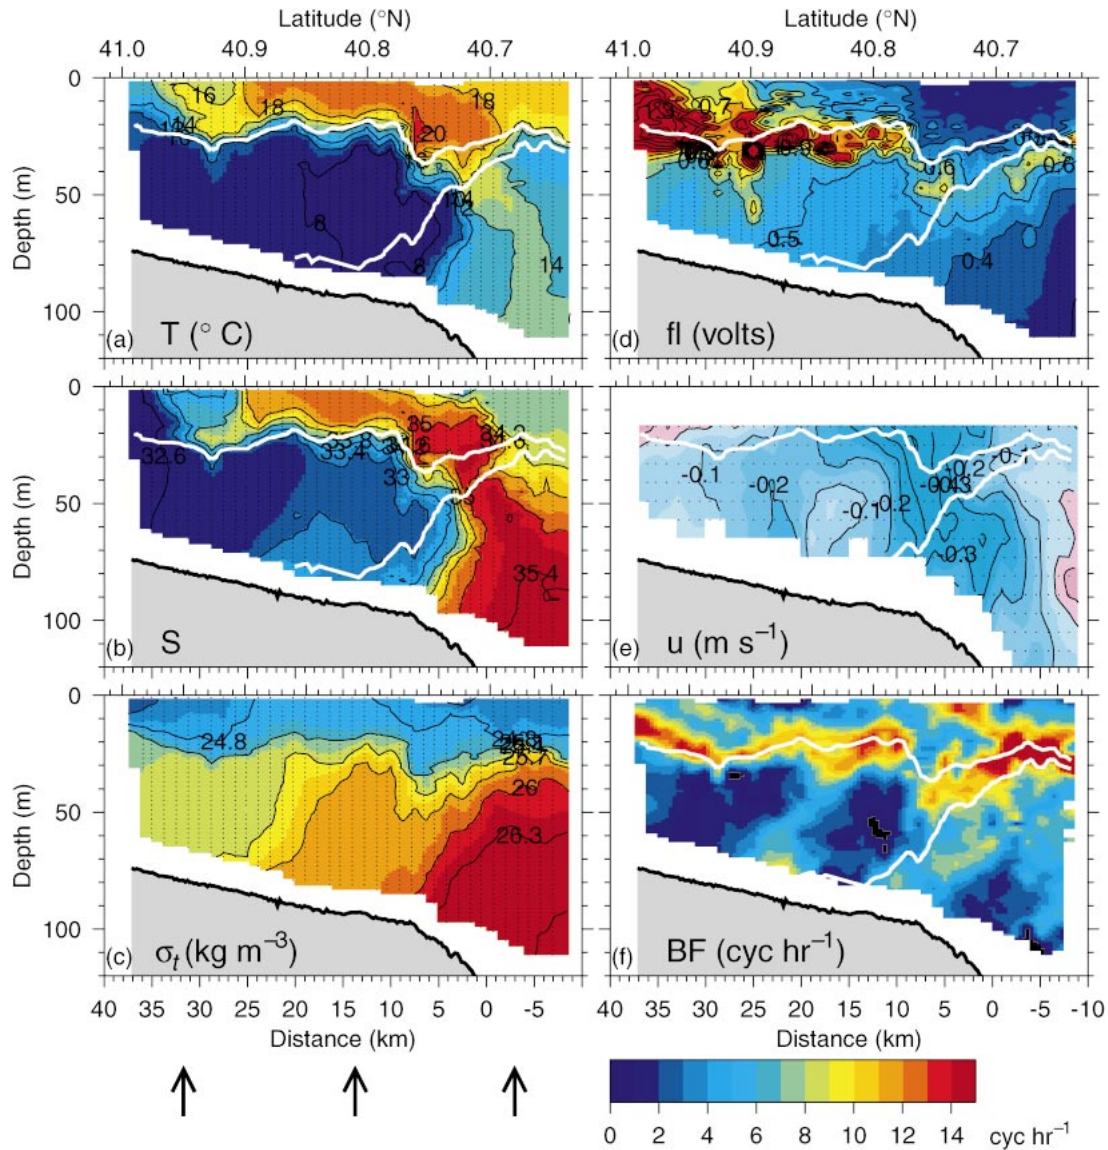 Latitude (°N) Latitude (°N)
41.0 40.9 40.8 40.7 41.0 40.9 40.8 40.7
0
50
100
Depth (m)
16 18 18
14 20
8
8 14
(a) T (° C)
0.7
0.6
0.6
0.5
0.4
(d) fl (volts)
0
50
100
Depth (m)
35
32.6 33.8 33.4
33
35.4
(b) S
-0.1 -0.2 -0.1 -0.2 -0.2 -0.1
-0.3
(e) u (m s⁻¹)
0
50
100
Depth (m)
24.8
25.7
26
26.3
(c) σt (kg m⁻³)
(f) BF (cyc hr⁻¹)
40 35 30 25 20 15 10 5 0 -5 40 35 30 25 20 15 10 5 0 -5 -10
Distance (km) Distance (km)
0 2 4 6 8 10 12 14 cyc hr⁻¹